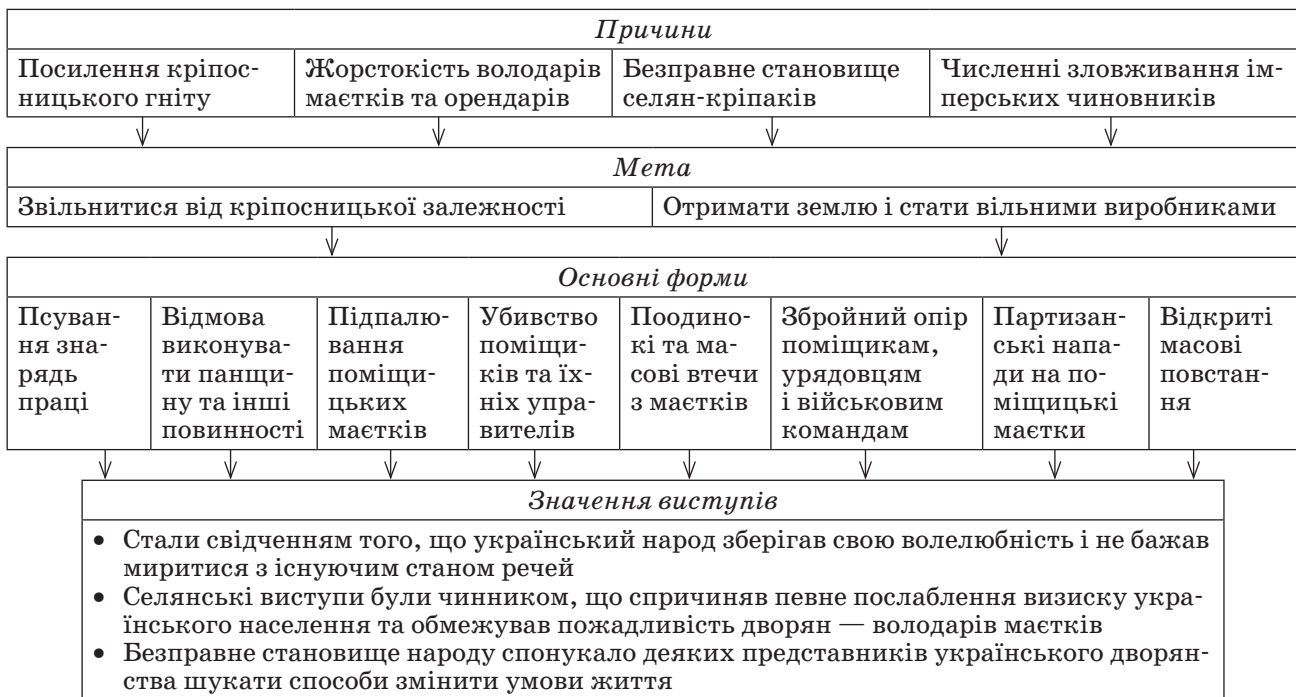 Причини
Посилення кріпос-
ницького гніту
Жорстокість володарів
маєтків та орендарів
Безправне становище
селян-кріпаків
Численні зловживання ім-
перських чиновників
Мета
Звільнитися від кріпосницької залежності
Отримати землю і стати вільними виробниками
Основні форми
Псуван-
ня зна-
рядь
праці
Відмова
виконува-
ти панщи-
ну та інші
повинності
Підпалю-
вання
поміщи-
цьких
маєтків
Убивство
поміщи-
ків та їх-
ніх упра-
вителів
Поодино-
кі та ма-
сові втечі
з маєтків
Збройний опір
поміщикам,
урядовцям
і військовим
командам
Партизан-
ські напа-
ди на по-
міщицькі
маєтки
Відкриті
масові
повстан-
ня
Значення виступів
• Стали свідченням того, що український народ зберігав свою волелюбність і не бажав
миритися з існуючим станом речей
• Селянські виступи були чинником, що спричиняв певне послаблення визиску укра-
їнського населення та обмежував пожадливість дворян — володарів маєтків
• Безправне становище народу спонукало деяких представників українського дворян-
ства шукати способи змінити умови життя